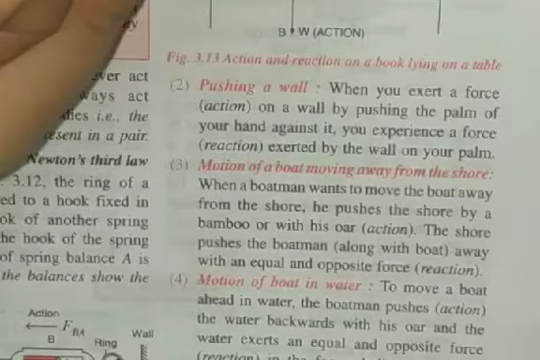 B W (ACTION)
Fig. 3.13 Action and reaction on a book lying on a table
(2) Pushing a wall : When you exert a force
(action) on a wall by pushing the palm of
your hand against it, you experience a force
(reaction) exerted by the wall on your palm.
(3) Motion of a boat moving away from the shore:
When a boatman wants to move the boat away
from the shore, he pushes the shore by a
bamboo or with his oar (action). The shore
pushes the boatman (along with boat) away
with an equal and opposite force (reaction).
(4) Motion of boat in water : To move a boat
ahead in water, the boatman pushes (action)
the water backwards with his oar and the
water exerts an equal and opposite force
(reaction) in the
act
act
i.e., the
in a pair.
Newton's third law
3.12, the ring of a
to a hook fixed in
of another spring
the hook of the spring
of spring balance A is
the balances show the
Action
F_BA
B
Ring
Wall